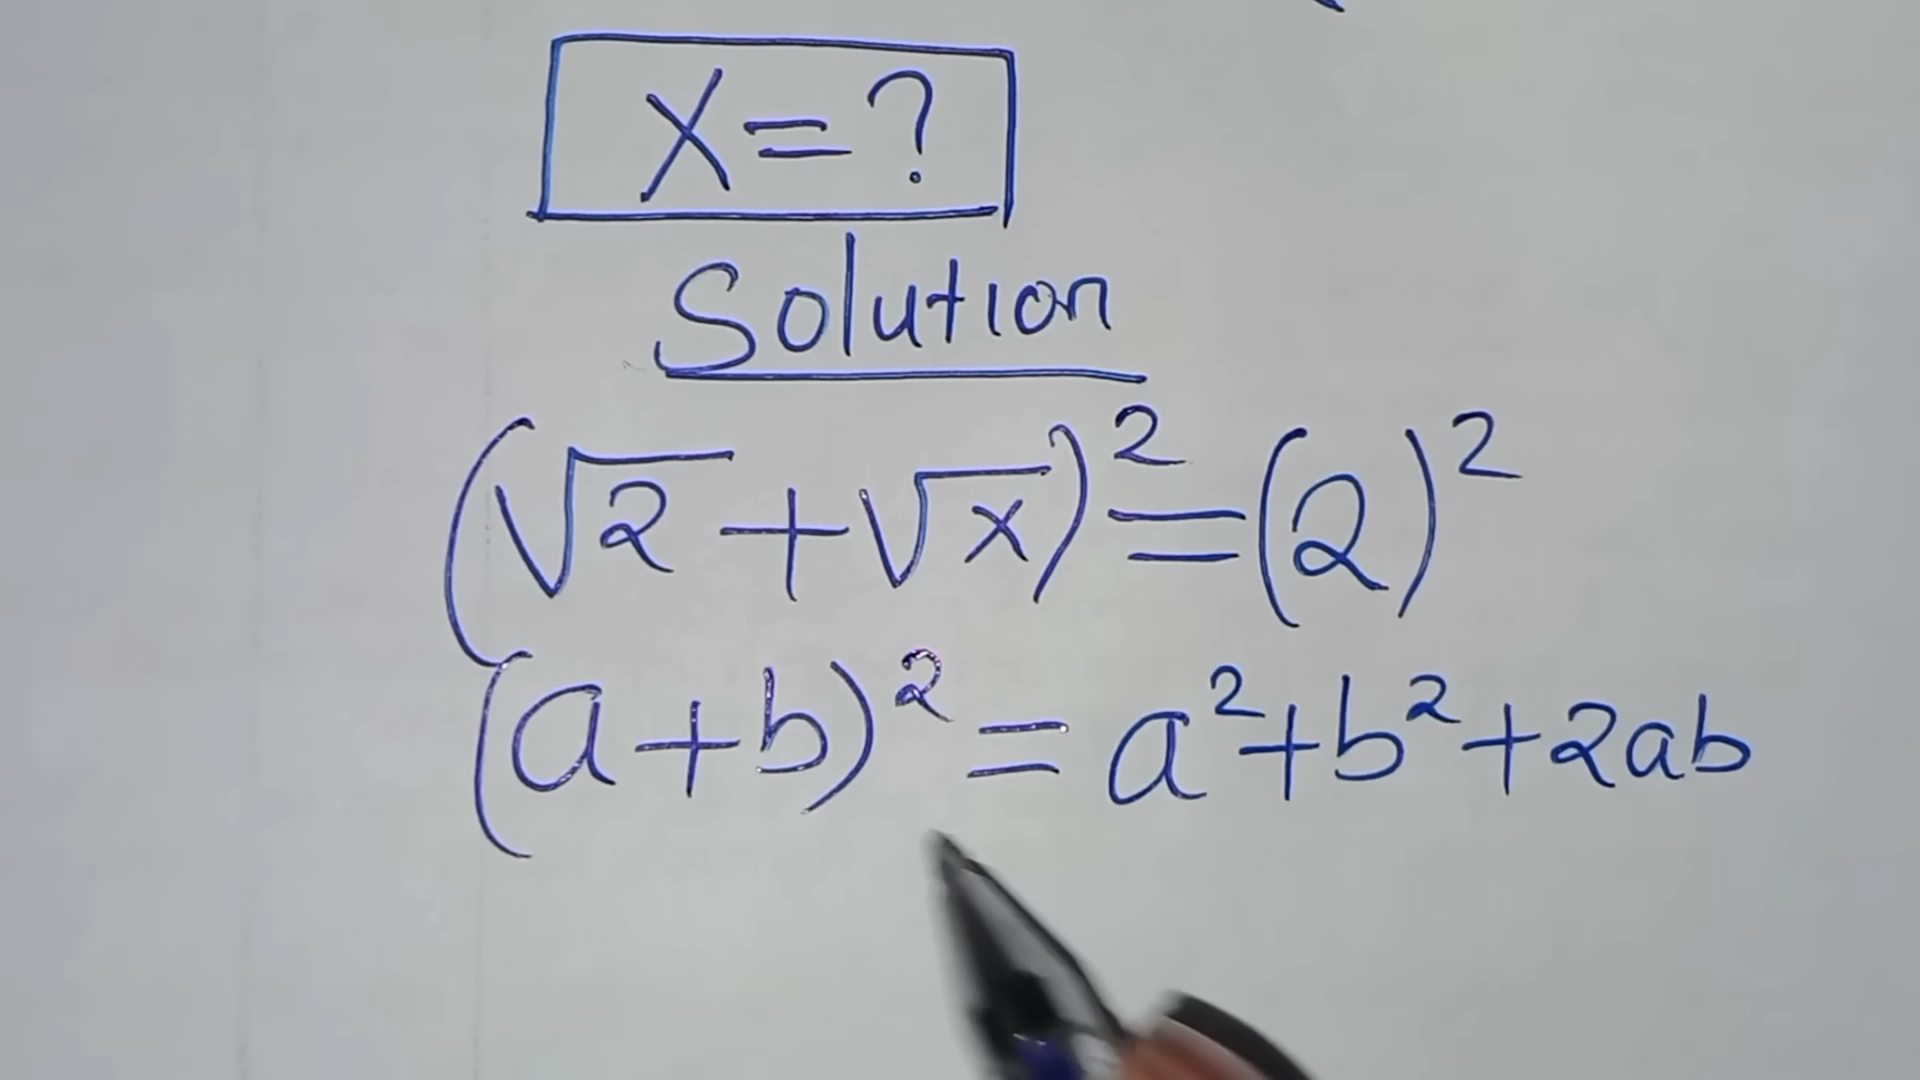 X=?
Solution
(√2+√x)²=(2)²
(a+b)²=a²+b²+2ab